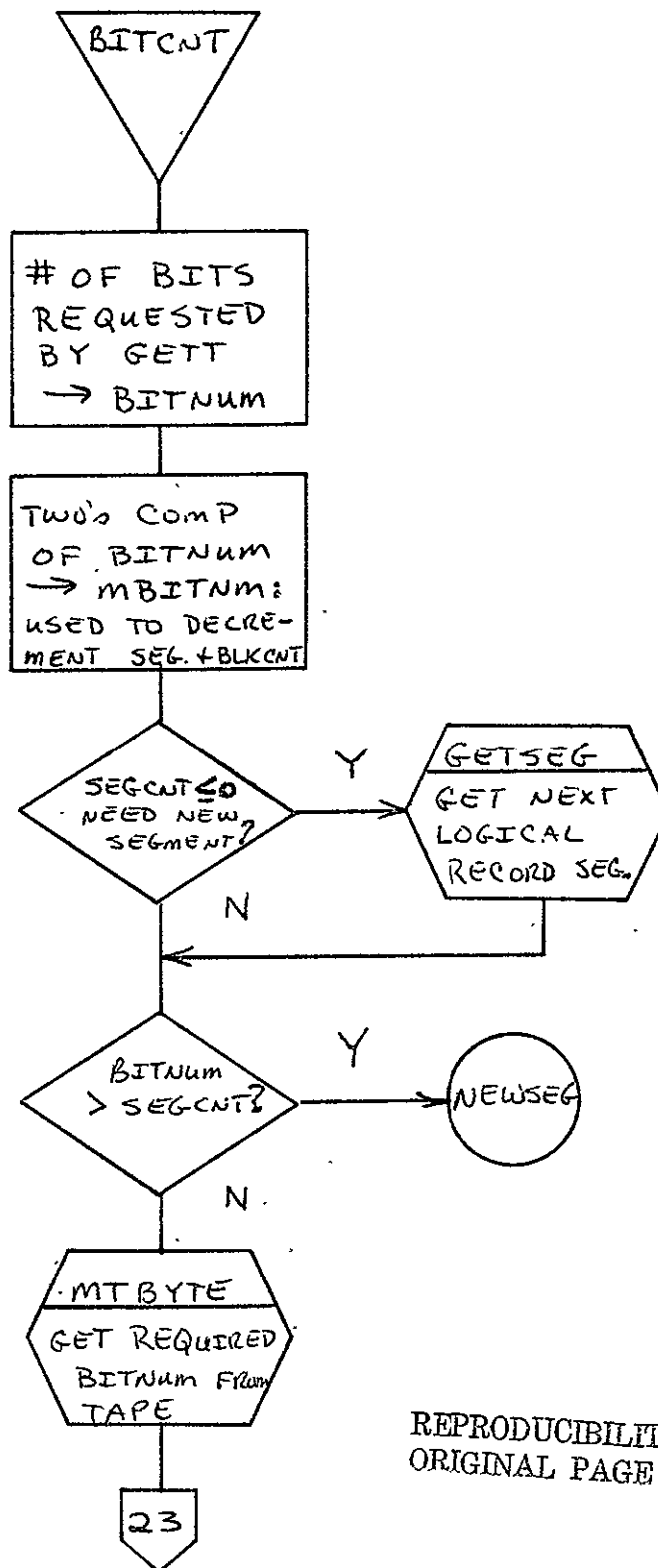 BITCNT
# OF BITS
REQUESTED
BY GETT
→ BITNUM
TWO's COMP
OF BITNUM
→ MBITNM:
USED TO DECRE-
MENT SEG. + BLKCNT
SEGCNT ≤0
NEED NEW
SEGMENT?
Y
GETSEG
GET NEXT
LOGICAL
RECORD SEG.
N
BITNUM
> SEGCNT?
Y
NEWSEG
N
MTBYTE
GET REQUIRED
BITNUM FROM
TAPE
REPRODUCIBILIT
ORIGINAL PAGE
23